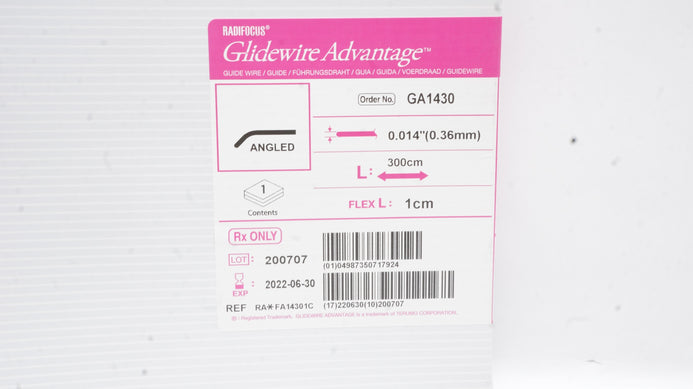 RADIFOCUS®
Glidewire Advantage™
GUIDE WIRE / GUIDE / FÜHRUNGSDRAHT / GUIA / GUIDA / VOERDRAAD / GUIDEWIRE
Order No. GA1430
ANGLED
0.014"(0.36mm)
L: 300cm
1
Contents
FLEX L: 1cm
Rx ONLY
LOT: 200707
(01)04987350717924
EXP: 2022-06-30
REF RA*FA14301C
(17)220630(10)200707
® : Registered Trademark, GLIDEWIRE ADVANTAGE is a trademark of TERUMO CORPORATION.